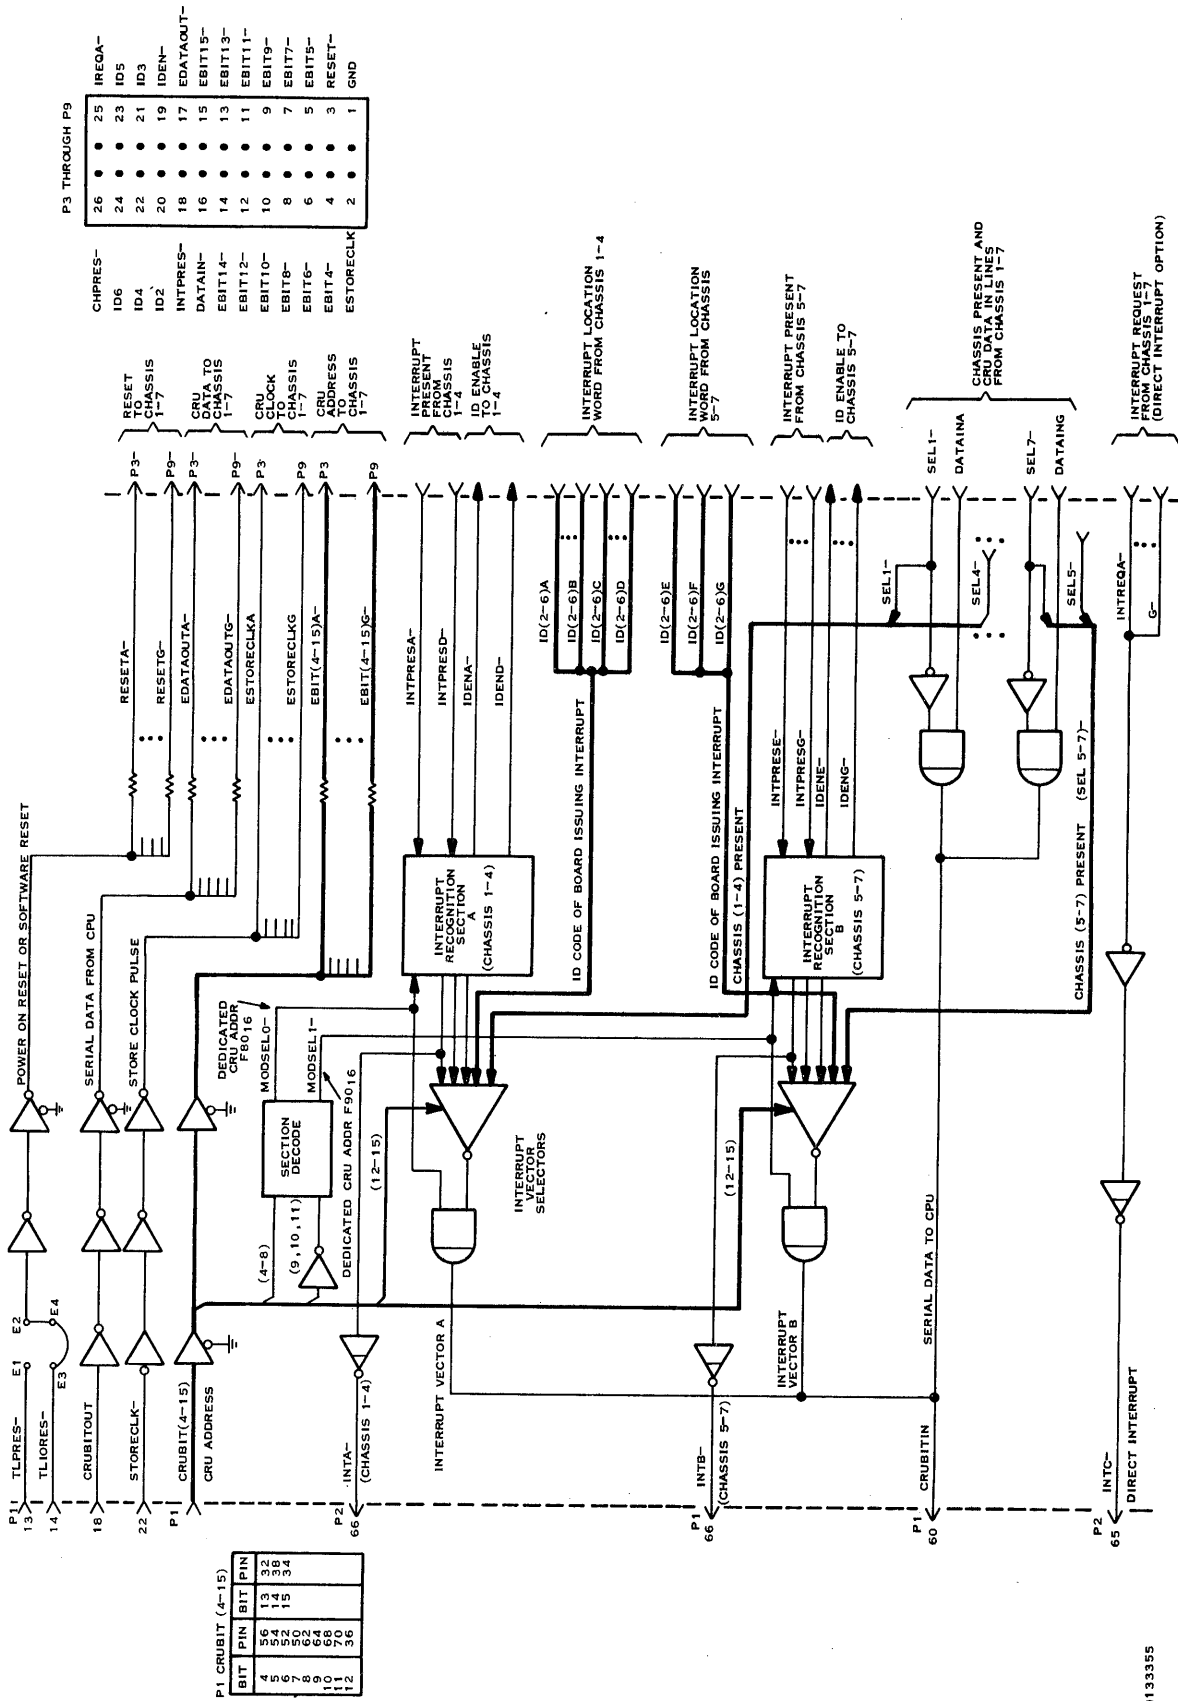 P3 THROUGH P9
CHPRES- 26 25 IREQA-
ID6 24 23 ID5
ID4 22 21 ID3
ID2 20 19 IDEN-
INTPRES- 18 17 EDATAOUT-
DATAIN- 16 15 EBIT15-
EBIT14- 14 13 EBIT13-
EBIT12- 12 11 EBIT11-
EBIT10- 10 9 EBIT9-
EBIT8- 8 7 EBIT7-
EBIT6- 6 5 EBIT5-
EBIT4- 4 3 RESET-
ESTORECLK 2 1 GND
P1
13
TLPRES-
E1
E2
14
TLIORES-
E3
E4
POWER ON RESET OR SOFTWARE RESET
RESETA-
P3-
RESETG-
P9-
RESET
TO
CHASSIS
1-7
18
CRUBITOUT
SERIAL DATA FROM CPU
EDATAOUTA-
P3-
EDATAOUTG-
P9-
CRU
DATA TO
CHASSIS
1-7
22
STORECLK-
STORE CLOCK PULSE
ESTORECLKA
P3
ESTORECLKG
P9
CRU
CLOCK
TO
CHASSIS
1-7
P1
CRUBIT(4-15)
CRU ADDRESS
EBIT(4-15)A-
P3
EBIT(4-15)G-
P9
CRU
ADDRESS
TO
CHASSIS
1-7
DEDICATED
CRU ADDR
F8016
(4-8)
(9,10,11)
SECTION
DECODE
MODSEL0-
MODSEL1-
DEDICATED CRU ADDR F9016
(12-15)
INTERRUPT
RECOGNITION
SECTION
A
(CHASSIS 1-4)
INTPRESA-
INTPRESD-
INTERRUPT
PRESENT
FROM
CHASSIS
1-4
IDENA-
IDEND-
ID ENABLE
TO CHASSIS
1-4
P2
66
INTA-
(CHASSIS 1-4)
INTERRUPT VECTOR A
INTERRUPT
VECTOR
SELECTORS
ID CODE OF BOARD ISSUING INTERRUPT
ID(2-6)A
ID(2-6)B
ID(2-6)C
ID(2-6)D
INTERRUPT LOCATION
WORD FROM CHASSIS 1-4
ID CODE OF BOARD ISSUING INTERRUPT
ID(2-6)E
ID(2-6)F
ID(2-6)G
INTERRUPT LOCATION
WORD FROM CHASSIS
5-7
CHASSIS (1-4) PRESENT
P1
66
INTB-
(CHASSIS 5-7)
(12-15)
INTERRUPT
VECTOR B
INTERRUPT
RECOGNITION
SECTION
B
(CHASSIS 5-7)
INTPRESE-
INTPRESG-
INTERRUPT PRESENT
FROM CHASSIS 5-7
IDENE-
IDENG-
ID ENABLE TO
CHASSIS 5-7
SEL1-
SEL4-
SEL5-
SEL1-
DATAINA
SEL7-
DATAING
CHASSIS PRESENT AND
CRU DATA IN LINES
FROM CHASSIS 1-7
P1
60
CRUBITIN
SERIAL DATA TO CPU
CHASSIS (5-7) PRESENT (SEL 5-7)-
P2
65
INTC-
DIRECT INTERRUPT
INTREQA-
G-
INTERRUPT REQUEST
FROM CHASSIS 1-7
(DIRECT INTERRUPT OPTION)
P1 CRUBIT (4-15)
BIT PIN BIT PIN
4 56 13 32
5 54 14 38
6 52 15 34
7 50
8 62
9 64
10 68
11 70
12 36
133355